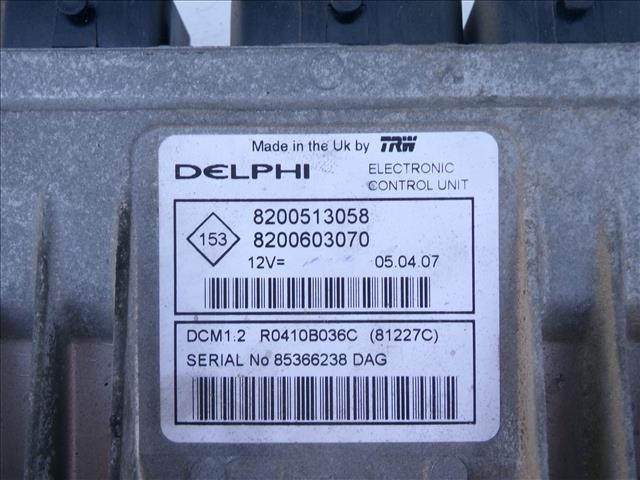 Made in the Uk by TRW
DELPHI ELECTRONIC
CONTROL UNIT
153
8200513058
8200603070
12V= 05.04.07
DCM1.2 R0410B036C (81227C)
SERIAL No 85366238 DAG